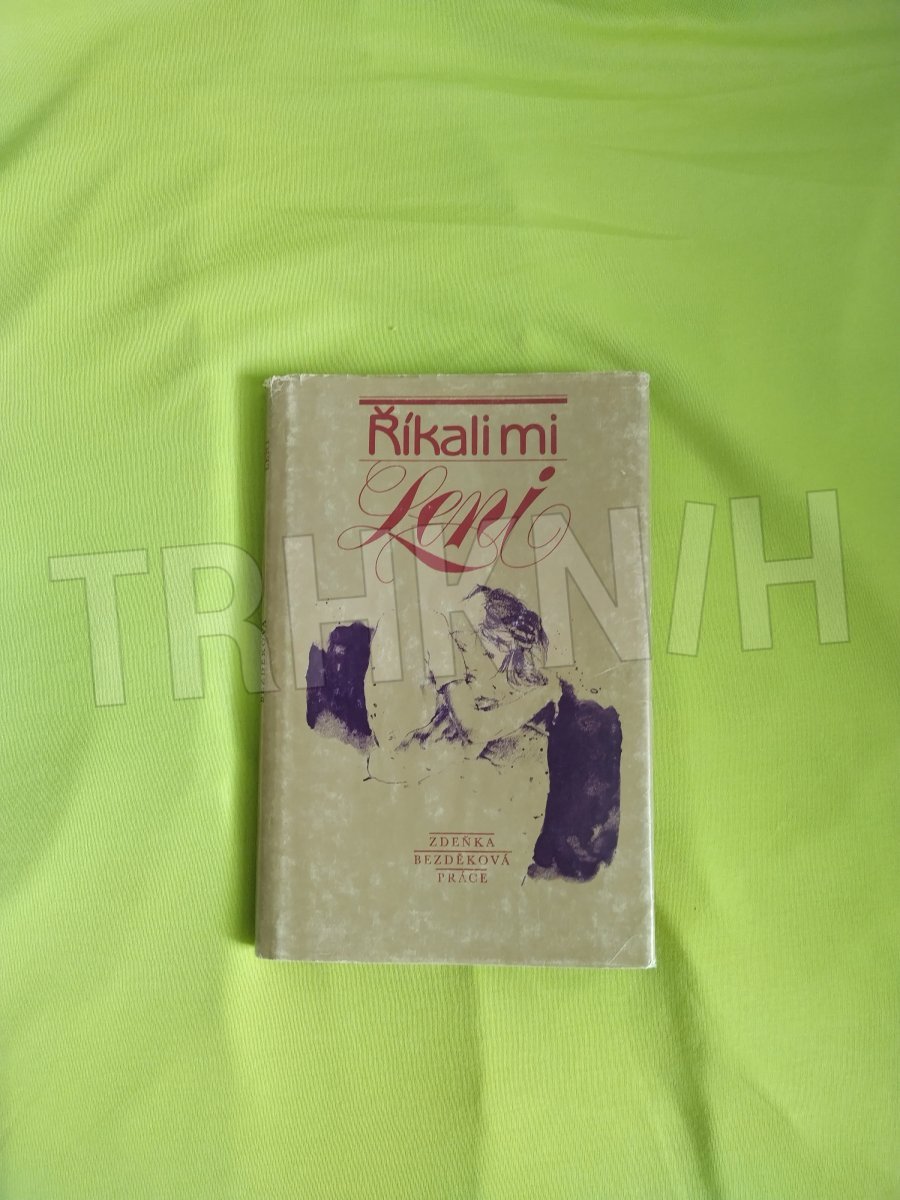 Říkali mi
Leni
ZDEŇKA
BEZDĚKOVÁ
PRÁCE
TRHKNIH